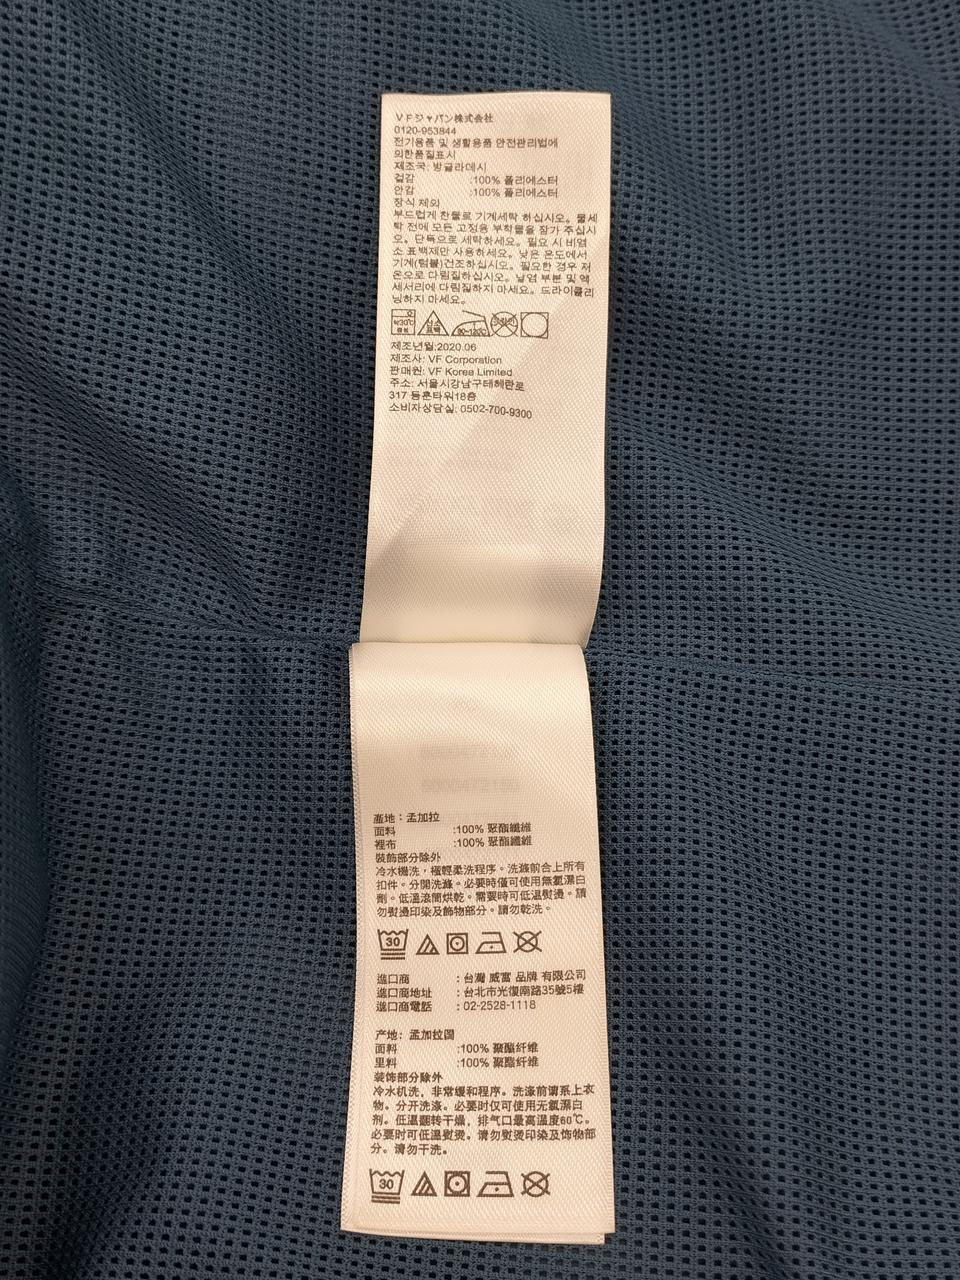 VFジャパン株式会社
0120-953844
전기용품 및 생활용품 안전관리법에
의한품질표시
제조국: 방글라데시
겉감 :100% 폴리에스터
안감 :100% 폴리에스터
장식 제외
부드럽게 찬물로 기계세탁 하십시오. 물세
탁 전에 모든 고정용 부착물을 잠가 주십시
오. 단독으로 세탁하세요. 필요 시 비염
소 표백제만 사용하세요. 낮은 온도에서
기계(텀블)건조하십시오. 필요한 경우 저
온으로 다림질하십시오. 날염 부분 및 액
세서리에 다림질하지 마세요. 드라이클리
닝하지 마세요.
약30℃
80~120℃
제조년월:2020.06
제조사: VF Corporation
판매원: VF Korea Limited
주소: 서울시강남구테헤란로
317 동훈타워18층
소비자상담실: 0502-700-9300
產地：孟加拉
面料 :100% 聚酯纖維
裡布 :100% 聚酯纖維
裝飾部分除外
冷水機洗，極輕柔洗程序。洗滌前合上所有
扣件。分開洗滌。必要時僅可使用無氯漂白
劑。低溫滾筒烘乾。需要時可低溫熨燙。請
勿熨燙印染及飾物部分。請勿乾洗。
30
進口商 : 台灣 威富 品牌 有限公司
進口商地址 : 台北市光復南路35號5樓
進口商電話 : 02-2528-1118
产地: 孟加拉国
面料 :100% 聚酯纤维
里料 :100% 聚酯纤维
装饰部分除外
冷水机洗，非常缓和程序。洗涤前请系上衣
物。分开洗涤。必要时仅可使用无氯漂白
剂。低温翻转干燥，排气口最高温度60℃。
必要时可低温熨烫。请勿熨烫印染及饰物部
分。请勿干洗。
30